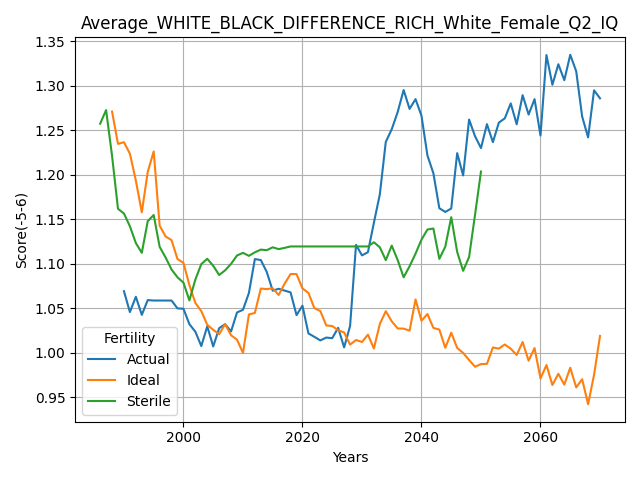 Average_WHITE_BLACK_DIFFERENCE_RICH_White_Female_Q2_IQ
1.35
1.30
1.25
1.20
1.15
1.10
1.05
1.00
0.95
Score(-5-6)
Fertility
Actual
Ideal
Sterile
2000
2020
2040
2060
Years